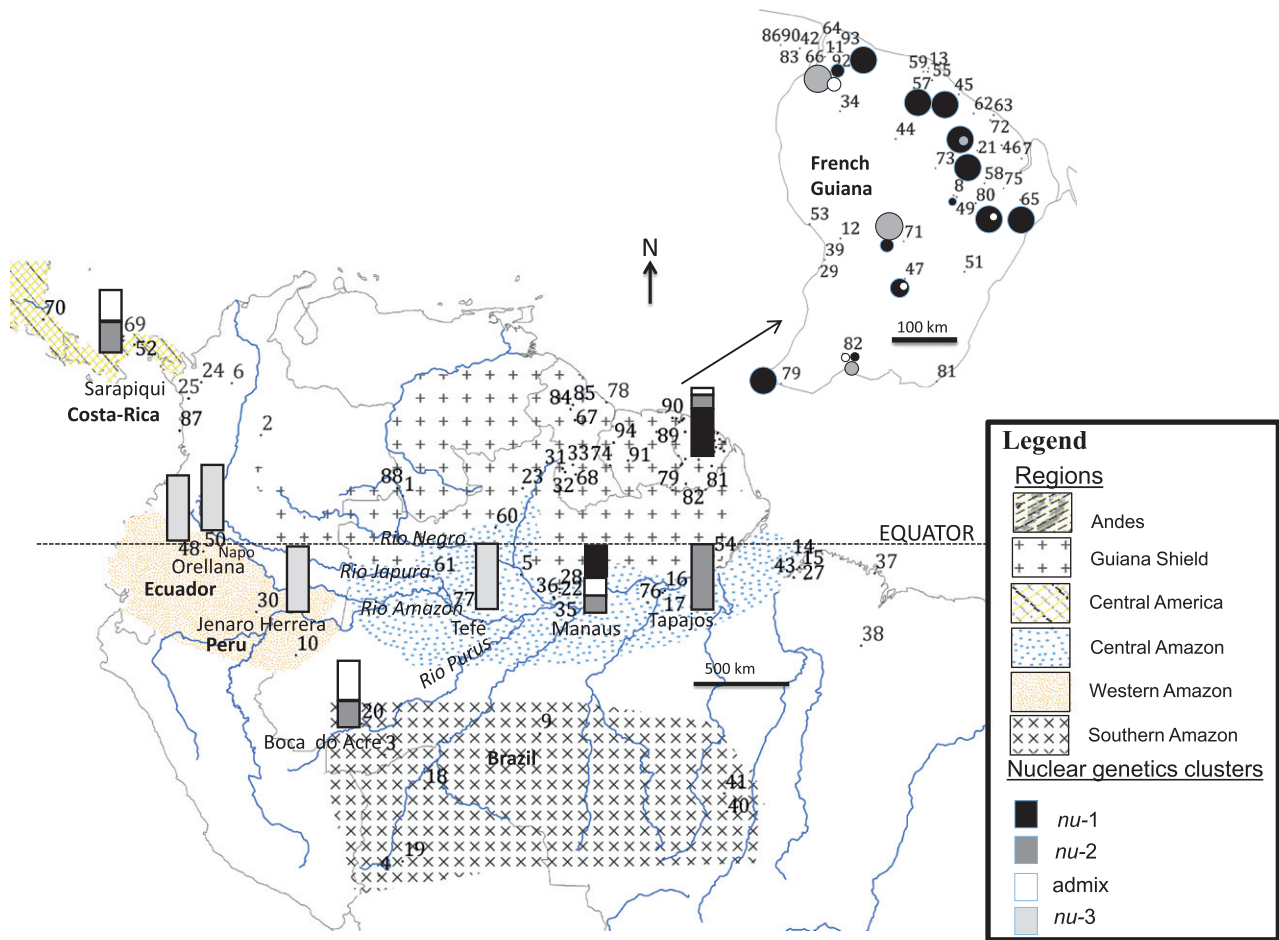 64
8690 42 93
11
83 66 92
13
59 55
57 45
34
62 63
44 72
21 46 7
French
Guiana
73
58 75
8 80
49 65
53
12 71
39
29
51
47
N
100 km
82
79 81
70
69
52
Sarapiqui
Costa-Rica
24 6
25
87
2
84 85 78
67
90
94 89
31 33 74 91
88 1 23 32 68 79 81
82
60
EQUATOR
48 50 Napo
Orellana
Ecuador
Rio Negro
Rio Japura
61
5
54
14
15
43 27
37
28
36 22
16
76
77
35
17
30
Rio Amazon
Jenaro Herrera
Tefé
Manaus
Tapajos
Peru
10
38
Rio Purus
500 km
20
9
Boca do Acre 3
Brazil
18
41
40
19
4
Legend
Regions
Andes
Guiana Shield
Central America
Central Amazon
Western Amazon
Southern Amazon
Nuclear genetics clusters
nu-1
nu-2
admix
nu-3